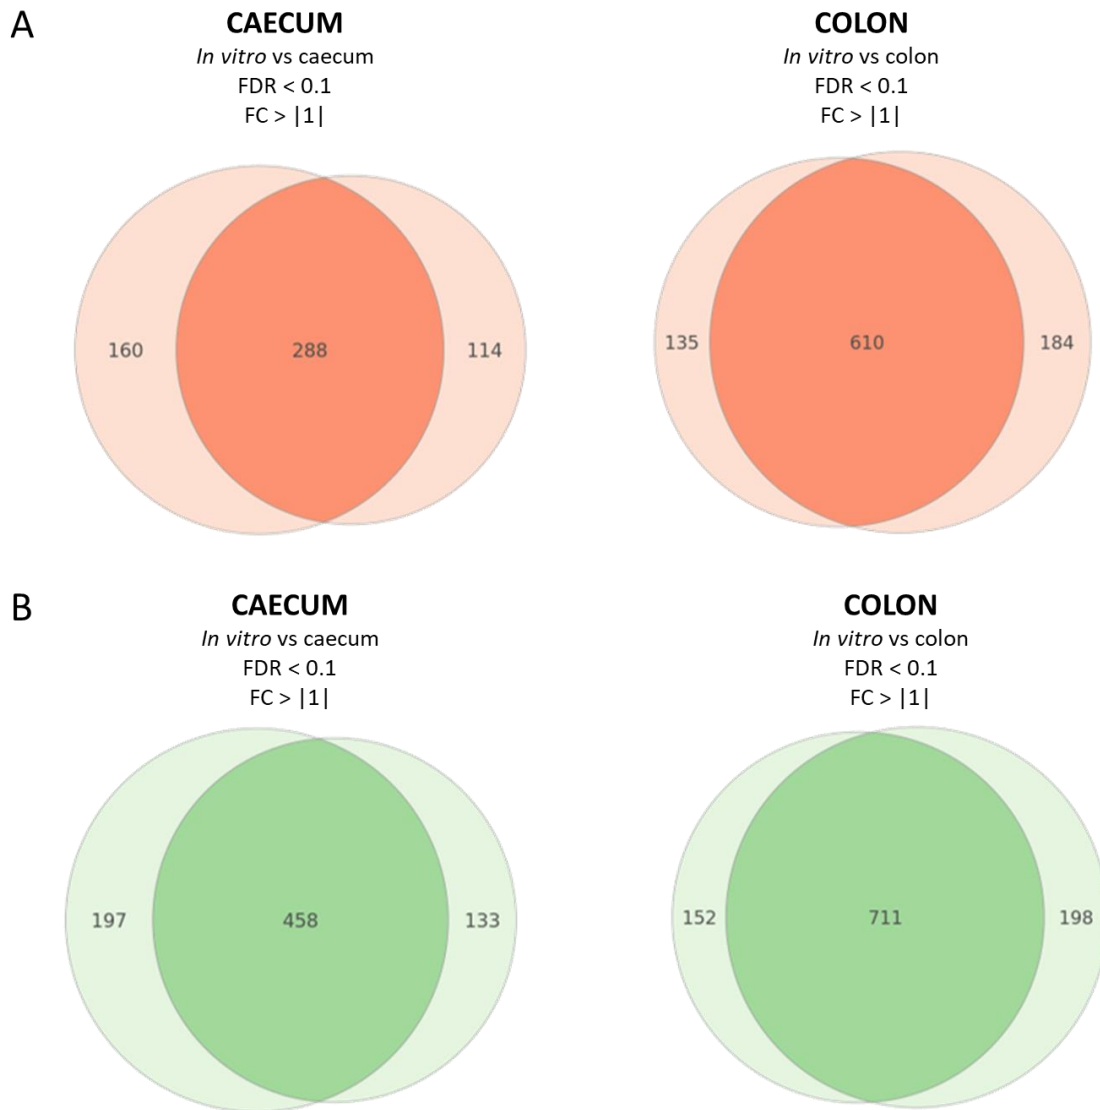 A
CAECUM
In vitro vs caecum
FDR < 0.1
FC > |1|
160
288
114
COLON
In vitro vs colon
FDR < 0.1
FC > |1|
135
610
184
B
CAECUM
In vitro vs caecum
FDR < 0.1
FC > |1|
197
458
133
COLON
In vitro vs colon
FDR < 0.1
FC > |1|
152
711
198